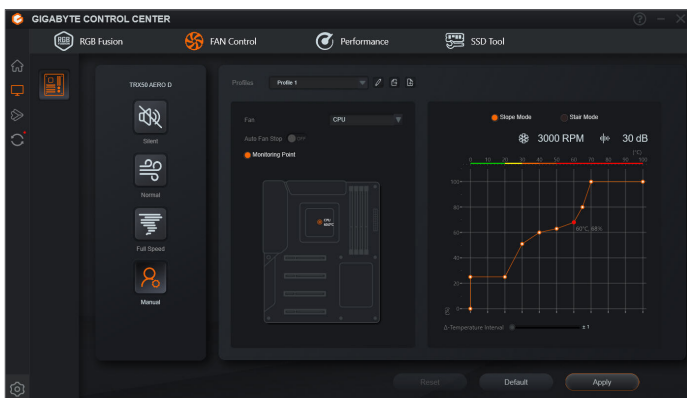 GIGABYTE CONTROL CENTER
RGB RGB Fusion
FAN Control
Performance
SSD Tool
TRX50 AERO D
Silent
Normal
Full Speed
Manual
Profiles
Profile 1
Fan
CPU
Auto Fan Stop
OFF
Monitoring Point
CPU
Slope Mode
Stair Mode
3000 RPM
30 dB
0 10 20 30 40 50 60 70 80 90 100
100
80
60
40
20
0
60°C, 68%
Δ-Temperature Interval
± 1
Reset
Default
Apply